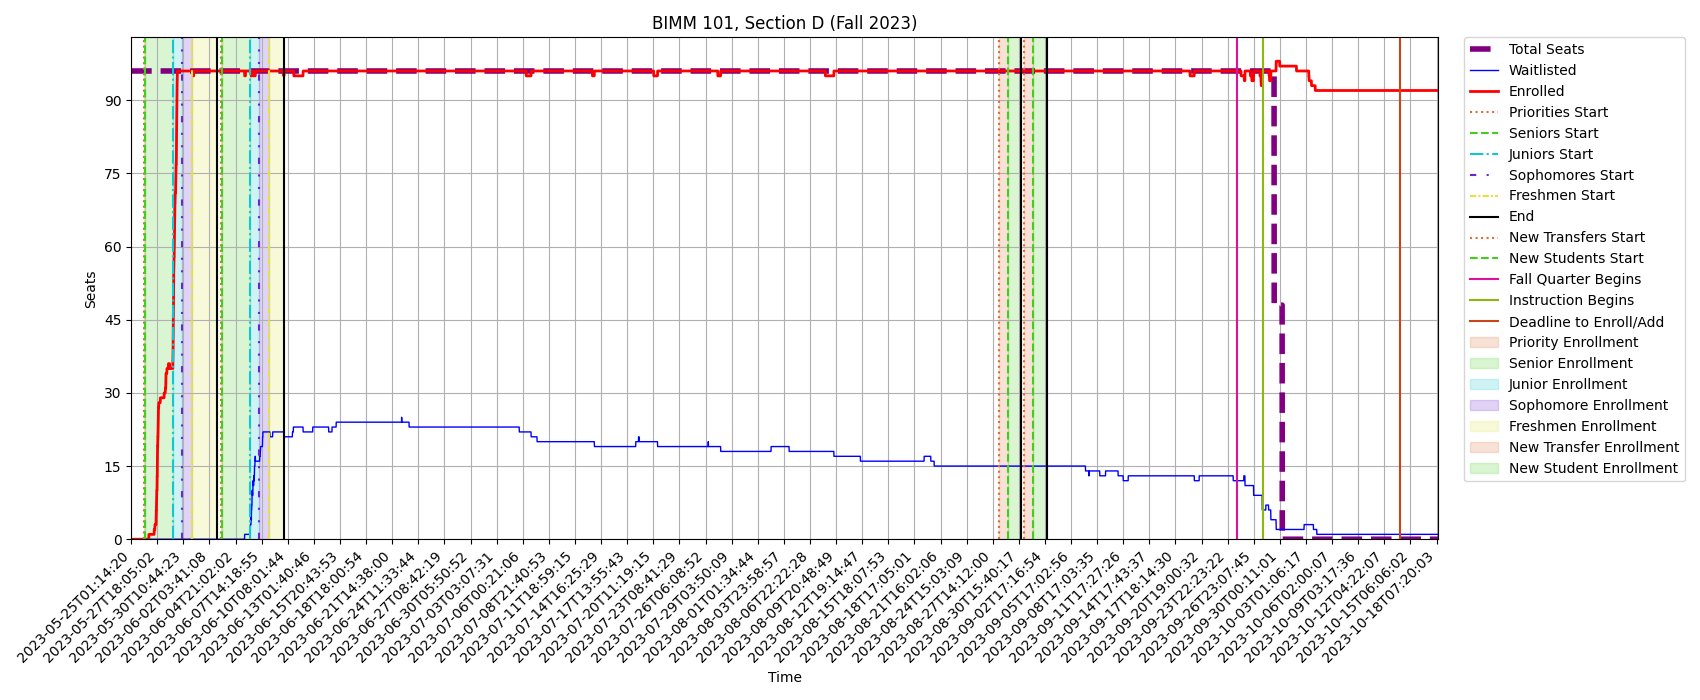 BIMM 101, Section D (Fall 2023)
Seats
90
75
60
45
30
15
0
2023-05-25T01:14:20
2023-05-27T18:05:02
2023-05-30T10:44:23
2023-06-02T03:41:08
2023-06-04T21:02:02
2023-06-07T14:18:55
2023-06-10T08:01:44
2023-06-13T01:40:46
2023-06-15T20:43:53
2023-06-18T18:00:54
2023-06-21T14:38:00
2023-06-24T11:33:44
2023-06-27T08:42:19
2023-06-30T05:50:52
2023-07-03T03:07:31
2023-07-06T00:21:06
2023-07-08T21:40:53
2023-07-11T18:59:15
2023-07-14T16:25:29
2023-07-17T13:55:43
2023-07-20T11:19:15
2023-07-23T08:41:29
2023-07-26T06:08:52
2023-07-29T03:50:09
2023-08-01T01:34:44
2023-08-03T23:58:57
2023-08-06T22:22:28
2023-08-09T20:48:49
2023-08-12T19:14:47
2023-08-15T18:07:53
2023-08-18T17:05:01
2023-08-21T16:02:06
2023-08-24T15:03:09
2023-08-27T14:12:00
2023-08-30T15:40:17
2023-09-02T17:16:54
2023-09-05T17:02:56
2023-09-08T17:03:35
2023-09-11T17:27:26
2023-09-14T17:43:37
2023-09-17T18:14:30
2023-09-20T19:00:32
2023-09-23T22:23:22
2023-09-26T23:07:45
2023-09-30T00:11:01
2023-10-03T01:06:17
2023-10-06T02:00:07
2023-10-09T03:17:36
2023-10-12T04:22:07
2023-10-15T06:06:02
2023-10-18T07:20:03
Time
Total Seats
Waitlisted
Enrolled
Priorities Start
Seniors Start
Juniors Start
Sophomores Start
Freshmen Start
End
New Transfers Start
New Students Start
Fall Quarter Begins
Instruction Begins
Deadline to Enroll/Add
Priority Enrollment
Senior Enrollment
Junior Enrollment
Sophomore Enrollment
Freshmen Enrollment
New Transfer Enrollment
New Student Enrollment